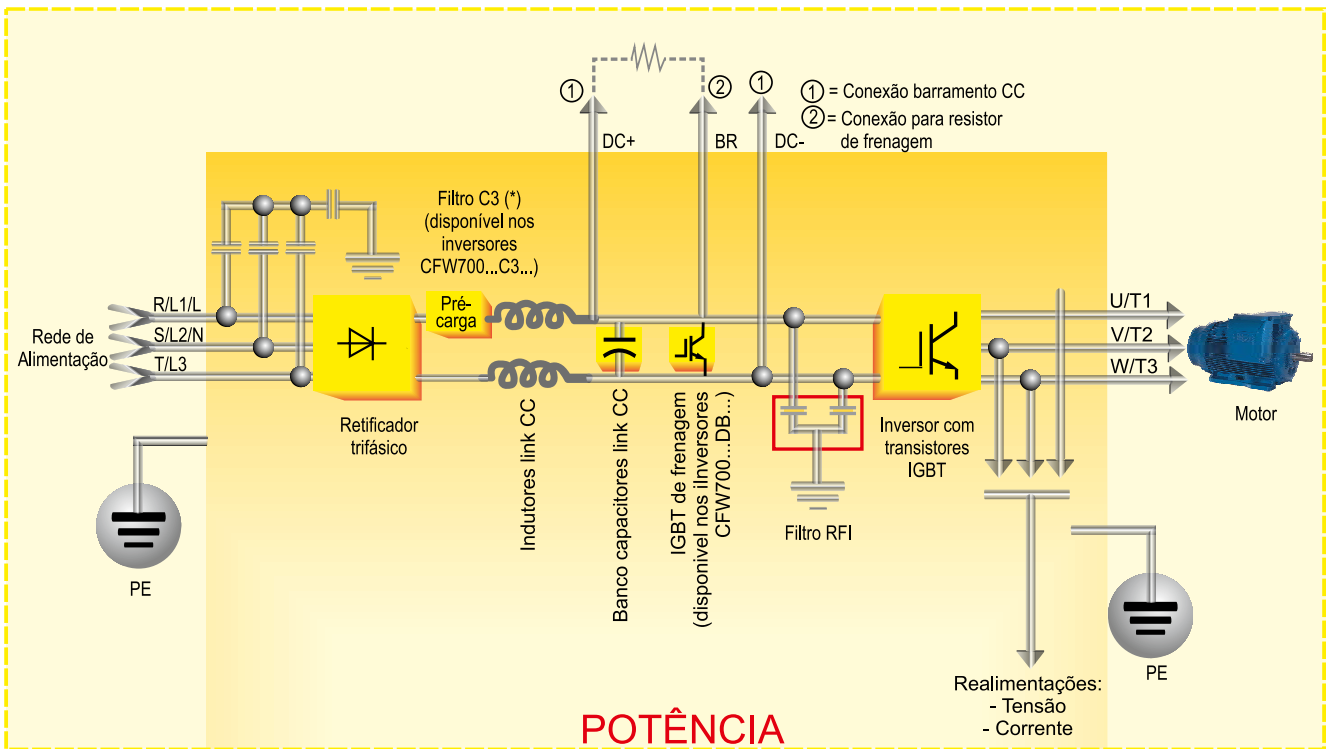 ① = Conexão barramento CC
② = Conexão para resistor
de frenagem
①
②
①
DC+
BR
DC-
Filtro C3 (*)
(disponível nos
inversores
CFW700...C3...)
Rede de
Alimentação
R/L1/L
S/L2/N
T/L3
Pré-
carga
U/T1
V/T2
W/T3
Motor
Retificador
trifásico
Indutores link CC
Banco capacitores link CC
IGBT de frenagem
(disponivel nos iInversores
CFW700...DB...)
Filtro RFI
Inversor com
transistores
IGBT
PE
PE
Realimentações:
- Tensão
- Corrente
POTÊNCIA